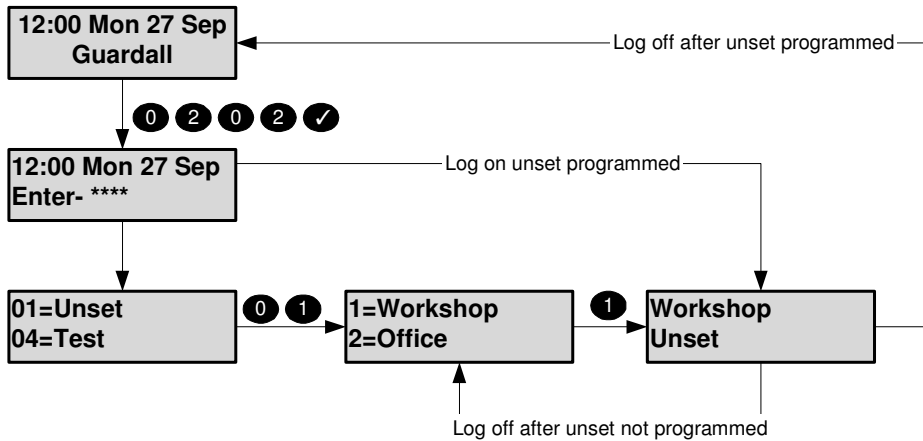 12:00 Mon 27 Sep
Guardall
Log off after unset programmed
0 2 0 2 ✓
12:00 Mon 27 Sep
Enter- ****
Log on unset programmed
01=Unset
04=Test
0 1
1=Workshop
2=Office
1
Workshop
Unset
Log off after unset not programmed